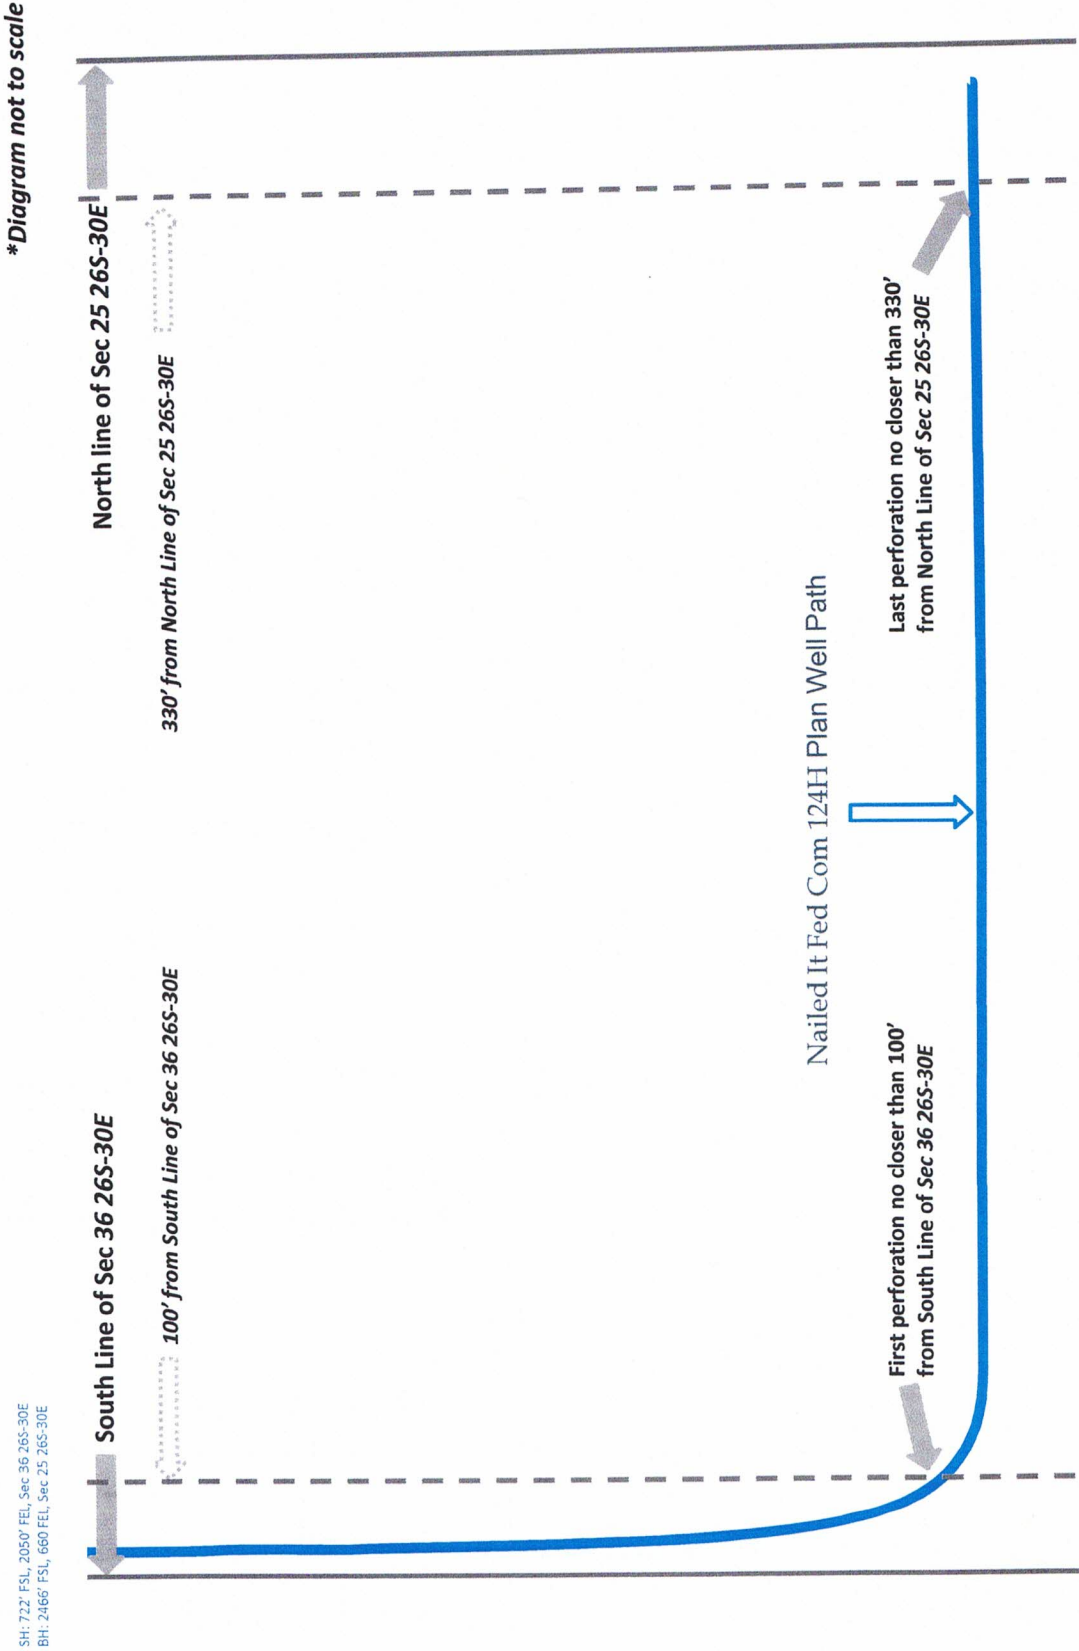 SH: 722' FSL, 2050' FEL, Sec 36 26S-30E
BH: 2466' FSL, 660 FEL, Sec 25 26S-30E
*Diagram not to scale
South Line of Sec 36 26S-30E
North line of Sec 25 26S-30E
100' from South Line of Sec 36 26S-30E
330' from North Line of Sec 25 26S-30E
Nailed It Fed Com 124H Plan Well Path
First perforation no closer than 100'
from South Line of Sec 36 26S-30E
Last perforation no closer than 330'
from North Line of Sec 25 26S-30E